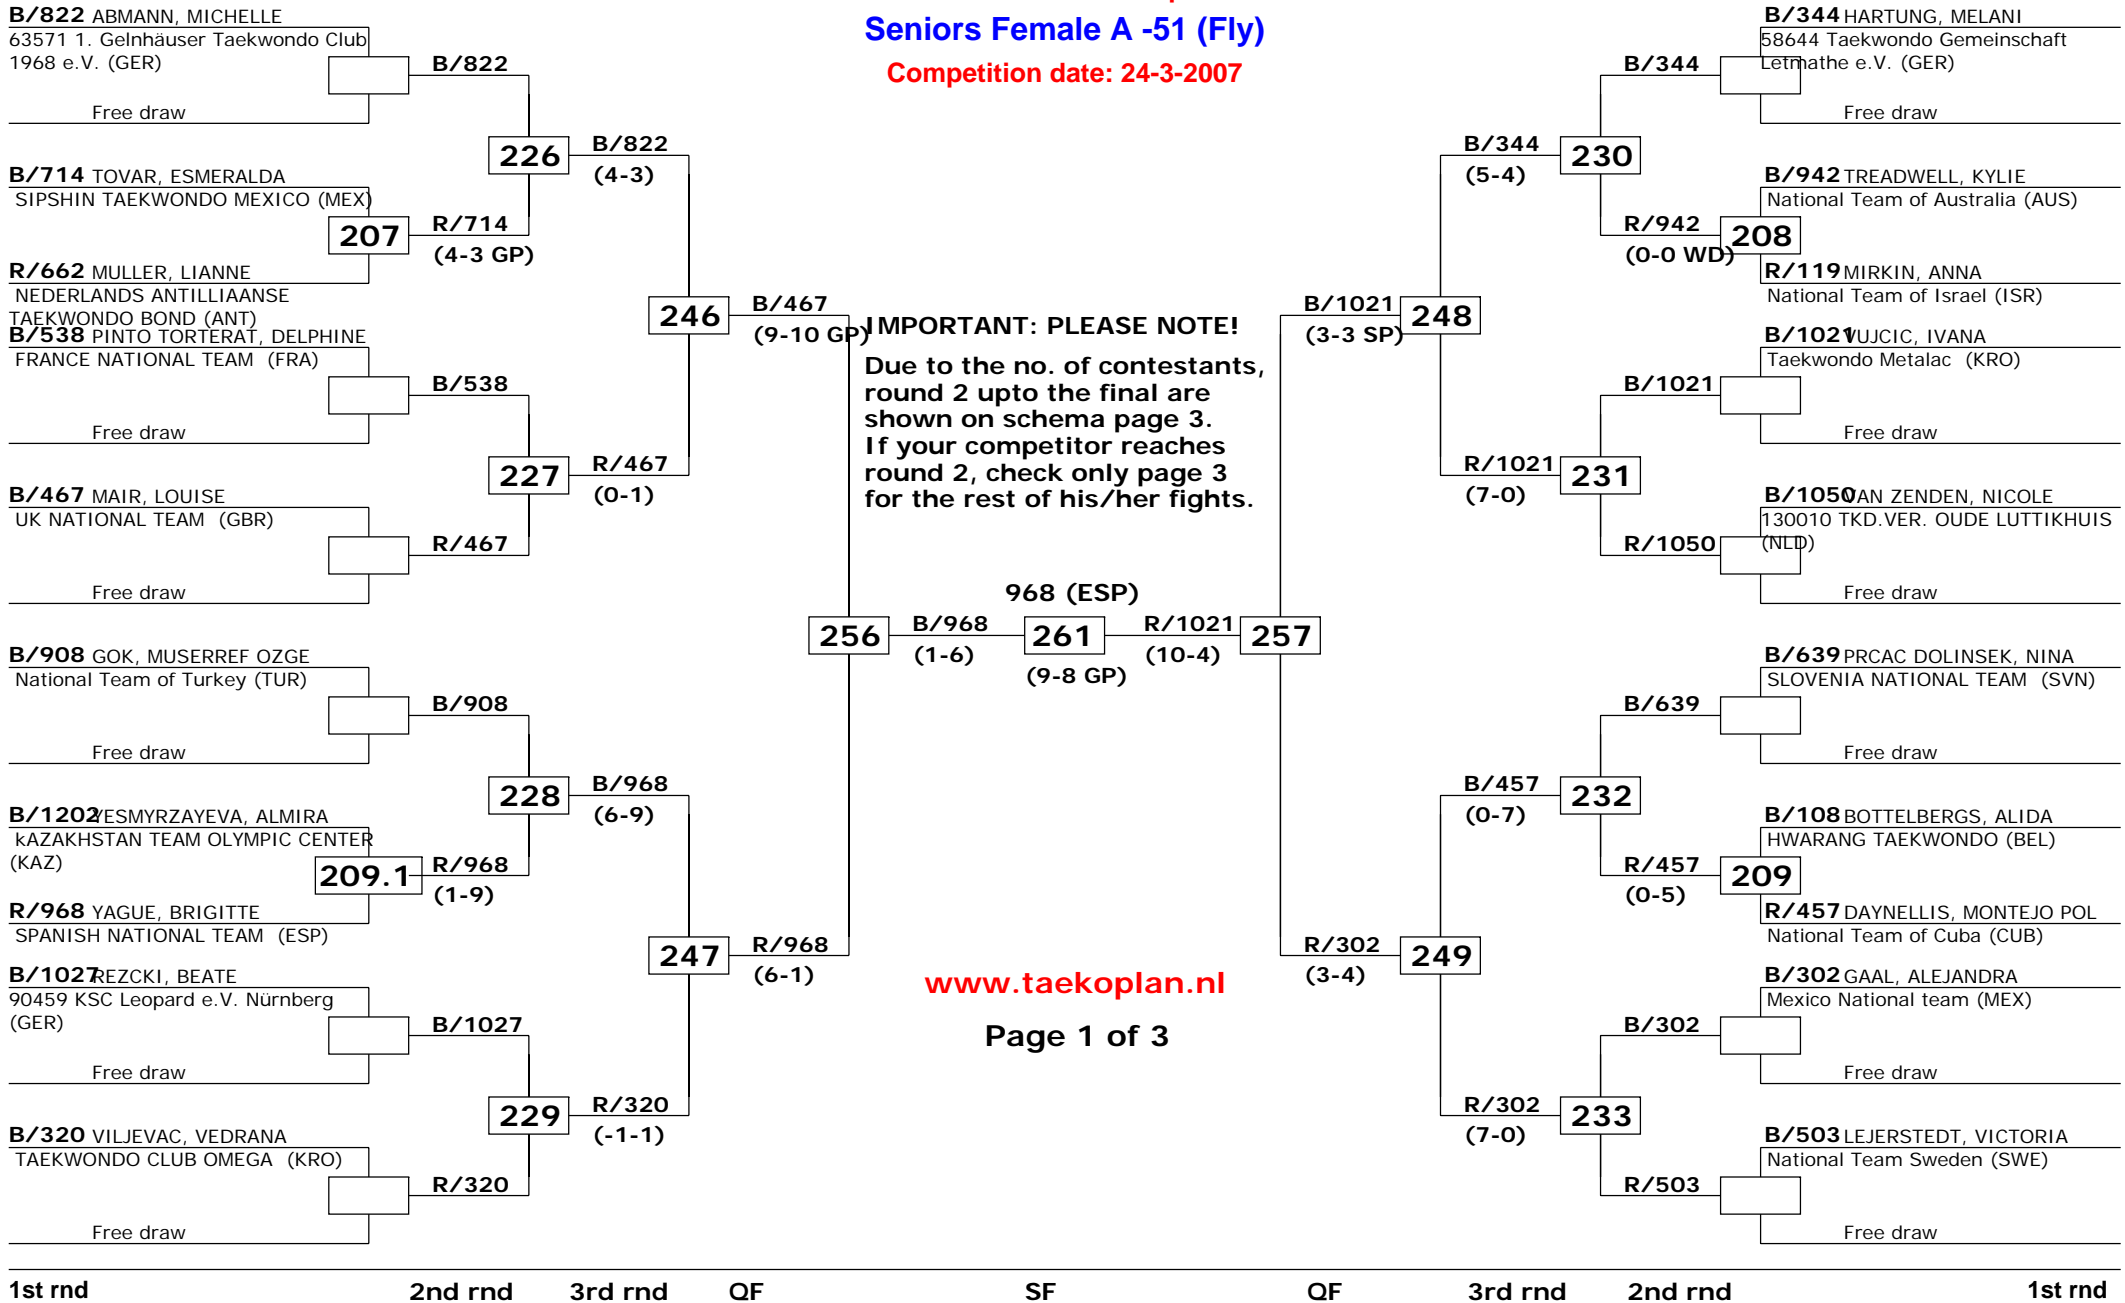 Seniors Female A -51 (Fly)
Competition date: 24-3-2007
B/822 ABMANN, MICHELLE
63571 1. Gelnhäuser Taekwondo Club
1968 e.V. (GER)
B/822
Free draw
226
B/822
(4-3)
B/714 TOVAR, ESMERALDA
SIPSHIN TAEKWONDO MEXICO (MEX)
207
R/714
(4-3 GP)
R/662 MULLER, LIANNE
NEDERLANDS ANTILLIAANSE
TAEKWONDO BOND (ANT)
246
B/467
(9-10 GP)
B/538 PINTO TORTERAT, DELPHINE
FRANCE NATIONAL TEAM (FRA)
B/538
Free draw
227
R/467
(0-1)
B/467 MAIR, LOUISE
UK NATIONAL TEAM (GBR)
R/467
Free draw
256
B/968
(1-6)
B/908 GOK, MUSERREF OZGE
National Team of Turkey (TUR)
B/908
Free draw
228
B/968
(6-9)
B/1202 YESMYRZAYEVA, ALMIRA
kAZAKHSTAN TEAM OLYMPIC CENTER
(KAZ)
209.1
R/968
(1-9)
R/968 YAGUE, BRIGITTE
SPANISH NATIONAL TEAM (ESP)
247
R/968
(6-1)
B/1027 REZCKI, BEATE
90459 KSC Leopard e.V. Nürnberg
(GER)
B/1027
Free draw
229
R/320
(-1-1)
B/320 VILJEVAC, VEDRANA
TAEKWONDO CLUB OMEGA (KRO)
R/320
Free draw
IMPORTANT: PLEASE NOTE!
Due to the no. of contestants,
round 2 upto the final are
shown on schema page 3.
If your competitor reaches
round 2, check only page 3
for the rest of his/her fights.
968 (ESP)
261
(9-8 GP)
www.taekoplan.nl
Page 1 of 3
B/344 HARTUNG, MELANI
58644 Taekwondo Gemeinschaft
Letmathe e.V. (GER)
B/344
Free draw
B/344
(5-4)
230
B/942 TREADWELL, KYLIE
National Team of Australia (AUS)
R/942
(0-0 WD)
208
R/119 MIRKIN, ANNA
National Team of Israel (ISR)
B/1021
(3-3 SP)
248
B/1021 VUJCIC, IVANA
Taekwondo Metalac (KRO)
B/1021
Free draw
R/1021
(7-0)
231
B/1050 VAN ZENDEN, NICOLE
130010 TKD.VER. OUDE LUTTIKHUIS
(NLD)
R/1050
Free draw
R/1021
(10-4)
257
B/639 PRCAC DOLINSEK, NINA
SLOVENIA NATIONAL TEAM (SVN)
B/639
Free draw
B/457
(0-7)
232
B/108 BOTTELBERGS, ALIDA
HWARANG TAEKWONDO (BEL)
R/457
(0-5)
209
R/457 DAYNELLIS, MONTEJO POL
National Team of Cuba (CUB)
R/302
(3-4)
249
B/302 GAAL, ALEJANDRA
Mexico National team (MEX)
B/302
Free draw
R/302
(7-0)
233
B/503 LEJERSTEDT, VICTORIA
National Team Sweden (SWE)
R/503
Free draw
1st rnd 2nd rnd 3rd rnd QF SF QF 3rd rnd 2nd rnd 1st rnd